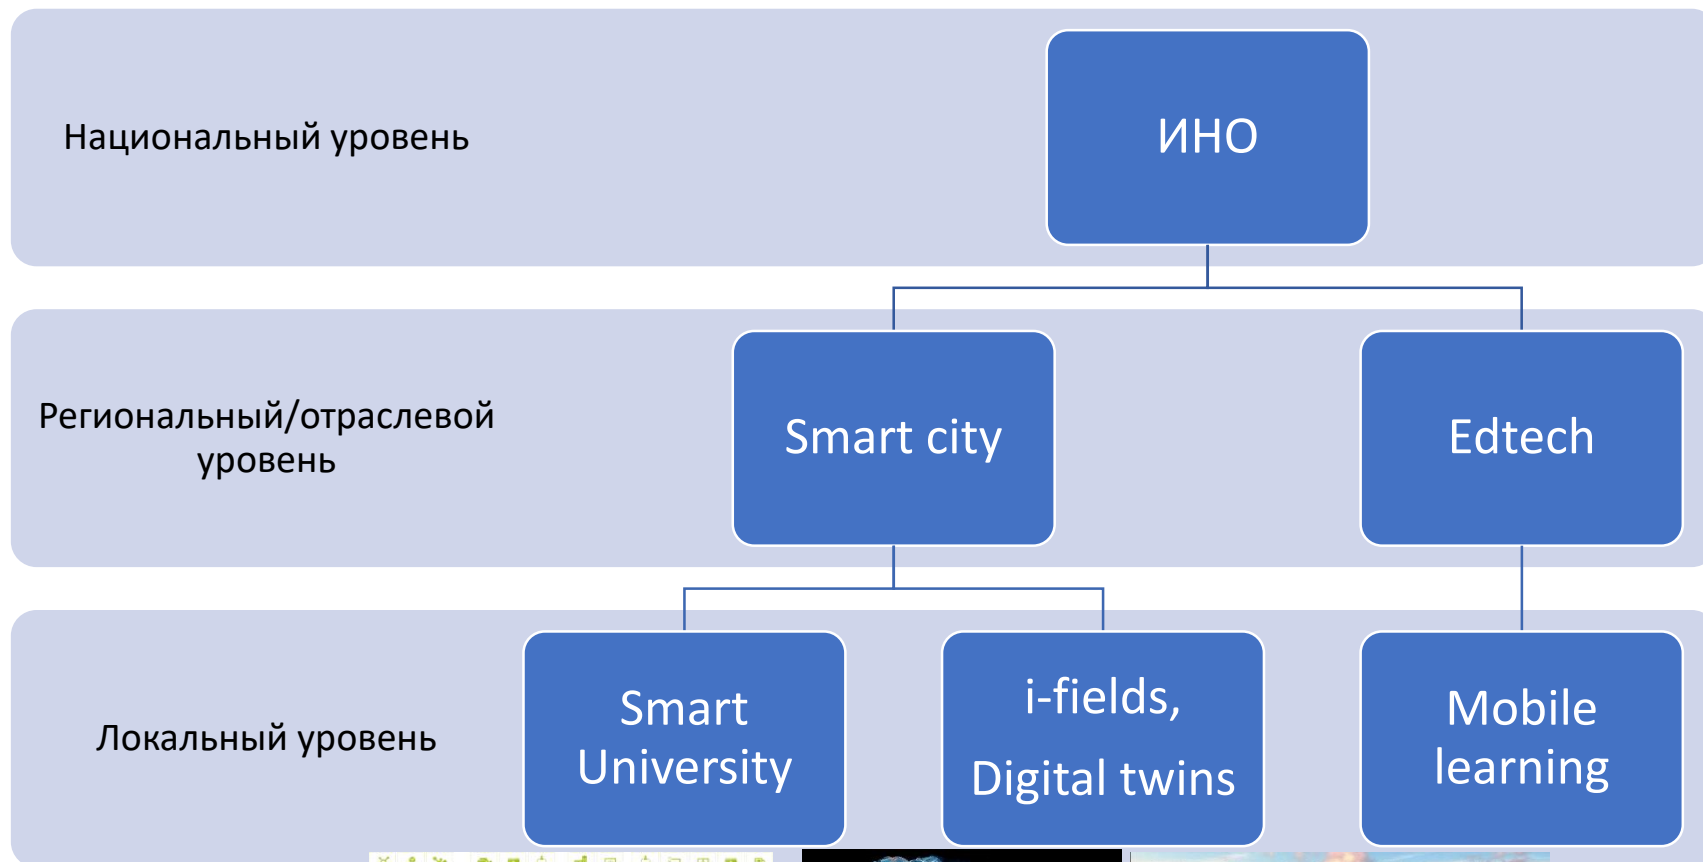 Национальный уровень
ИНО
Региональный/отраслевой
уровень
Smart city
Edtech
Локальный уровень
Smart
University
i-fields,
Digital twins
Mobile
learning